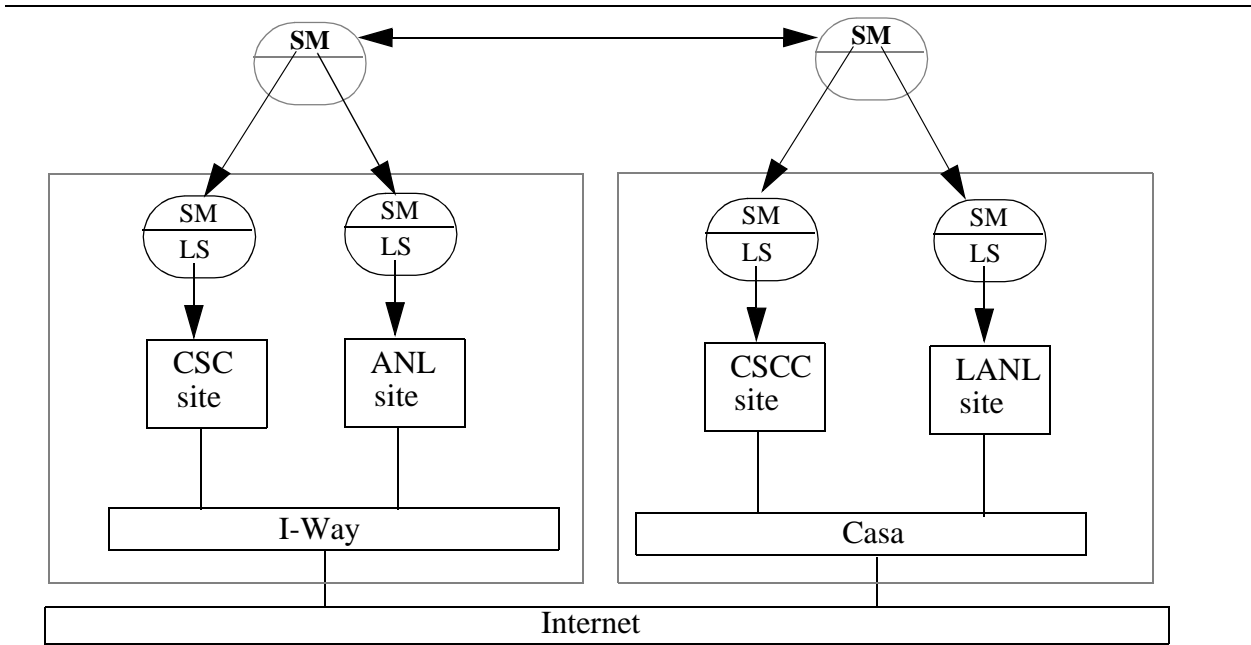 SM
SM
SM
LS
SM
LS
SM
LS
SM
LS
CSC
site
ANL
site
CSCC
site
LANL
site
I-Way
Casa
Internet